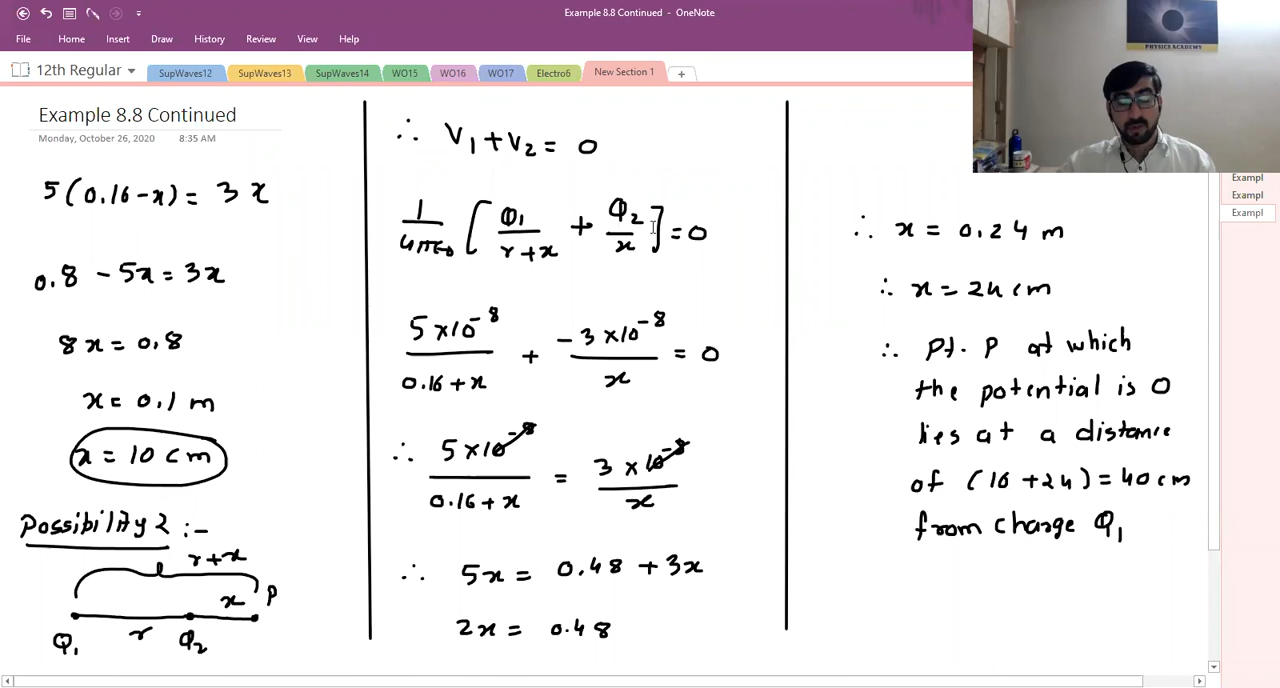 Example 8.8 Continued - OneNote
File Home Insert Draw History Review View Help
PHYSICS ACADEMY
12th Regular
SupWaves12 SupWaves13 SupWaves14 WO15 WO16 WO17 Electro6 New Section 1 +
Exampl
Exampl
Exampl
Example 8.8 Continued
Monday, October 26, 2020 8:35 AM
5(0.16-x) = 3x
0.8 - 5x = 3x
8x = 0.8
x = 0.1 m
x = 10 cm
Possibility 2 :-
r+x
x P
Q₁ r Q₂
∴ V₁+V₂ = 0
1/4πε₀ [Q₁/r+x + Q₂/x] = 0
5×10⁻⁸/0.16+x + -3×10⁻⁸/x = 0
∴ 5×10⁻⁸/0.16+x = 3×10⁻⁸/x
∴ 5x = 0.48 + 3x
2x = 0.48
∴ x = 0.24 m
∴ x = 24 cm
∴ Pt. P at which
the potential is 0
lies at a distance
of (16+24) = 40 cm
from charge Q₁